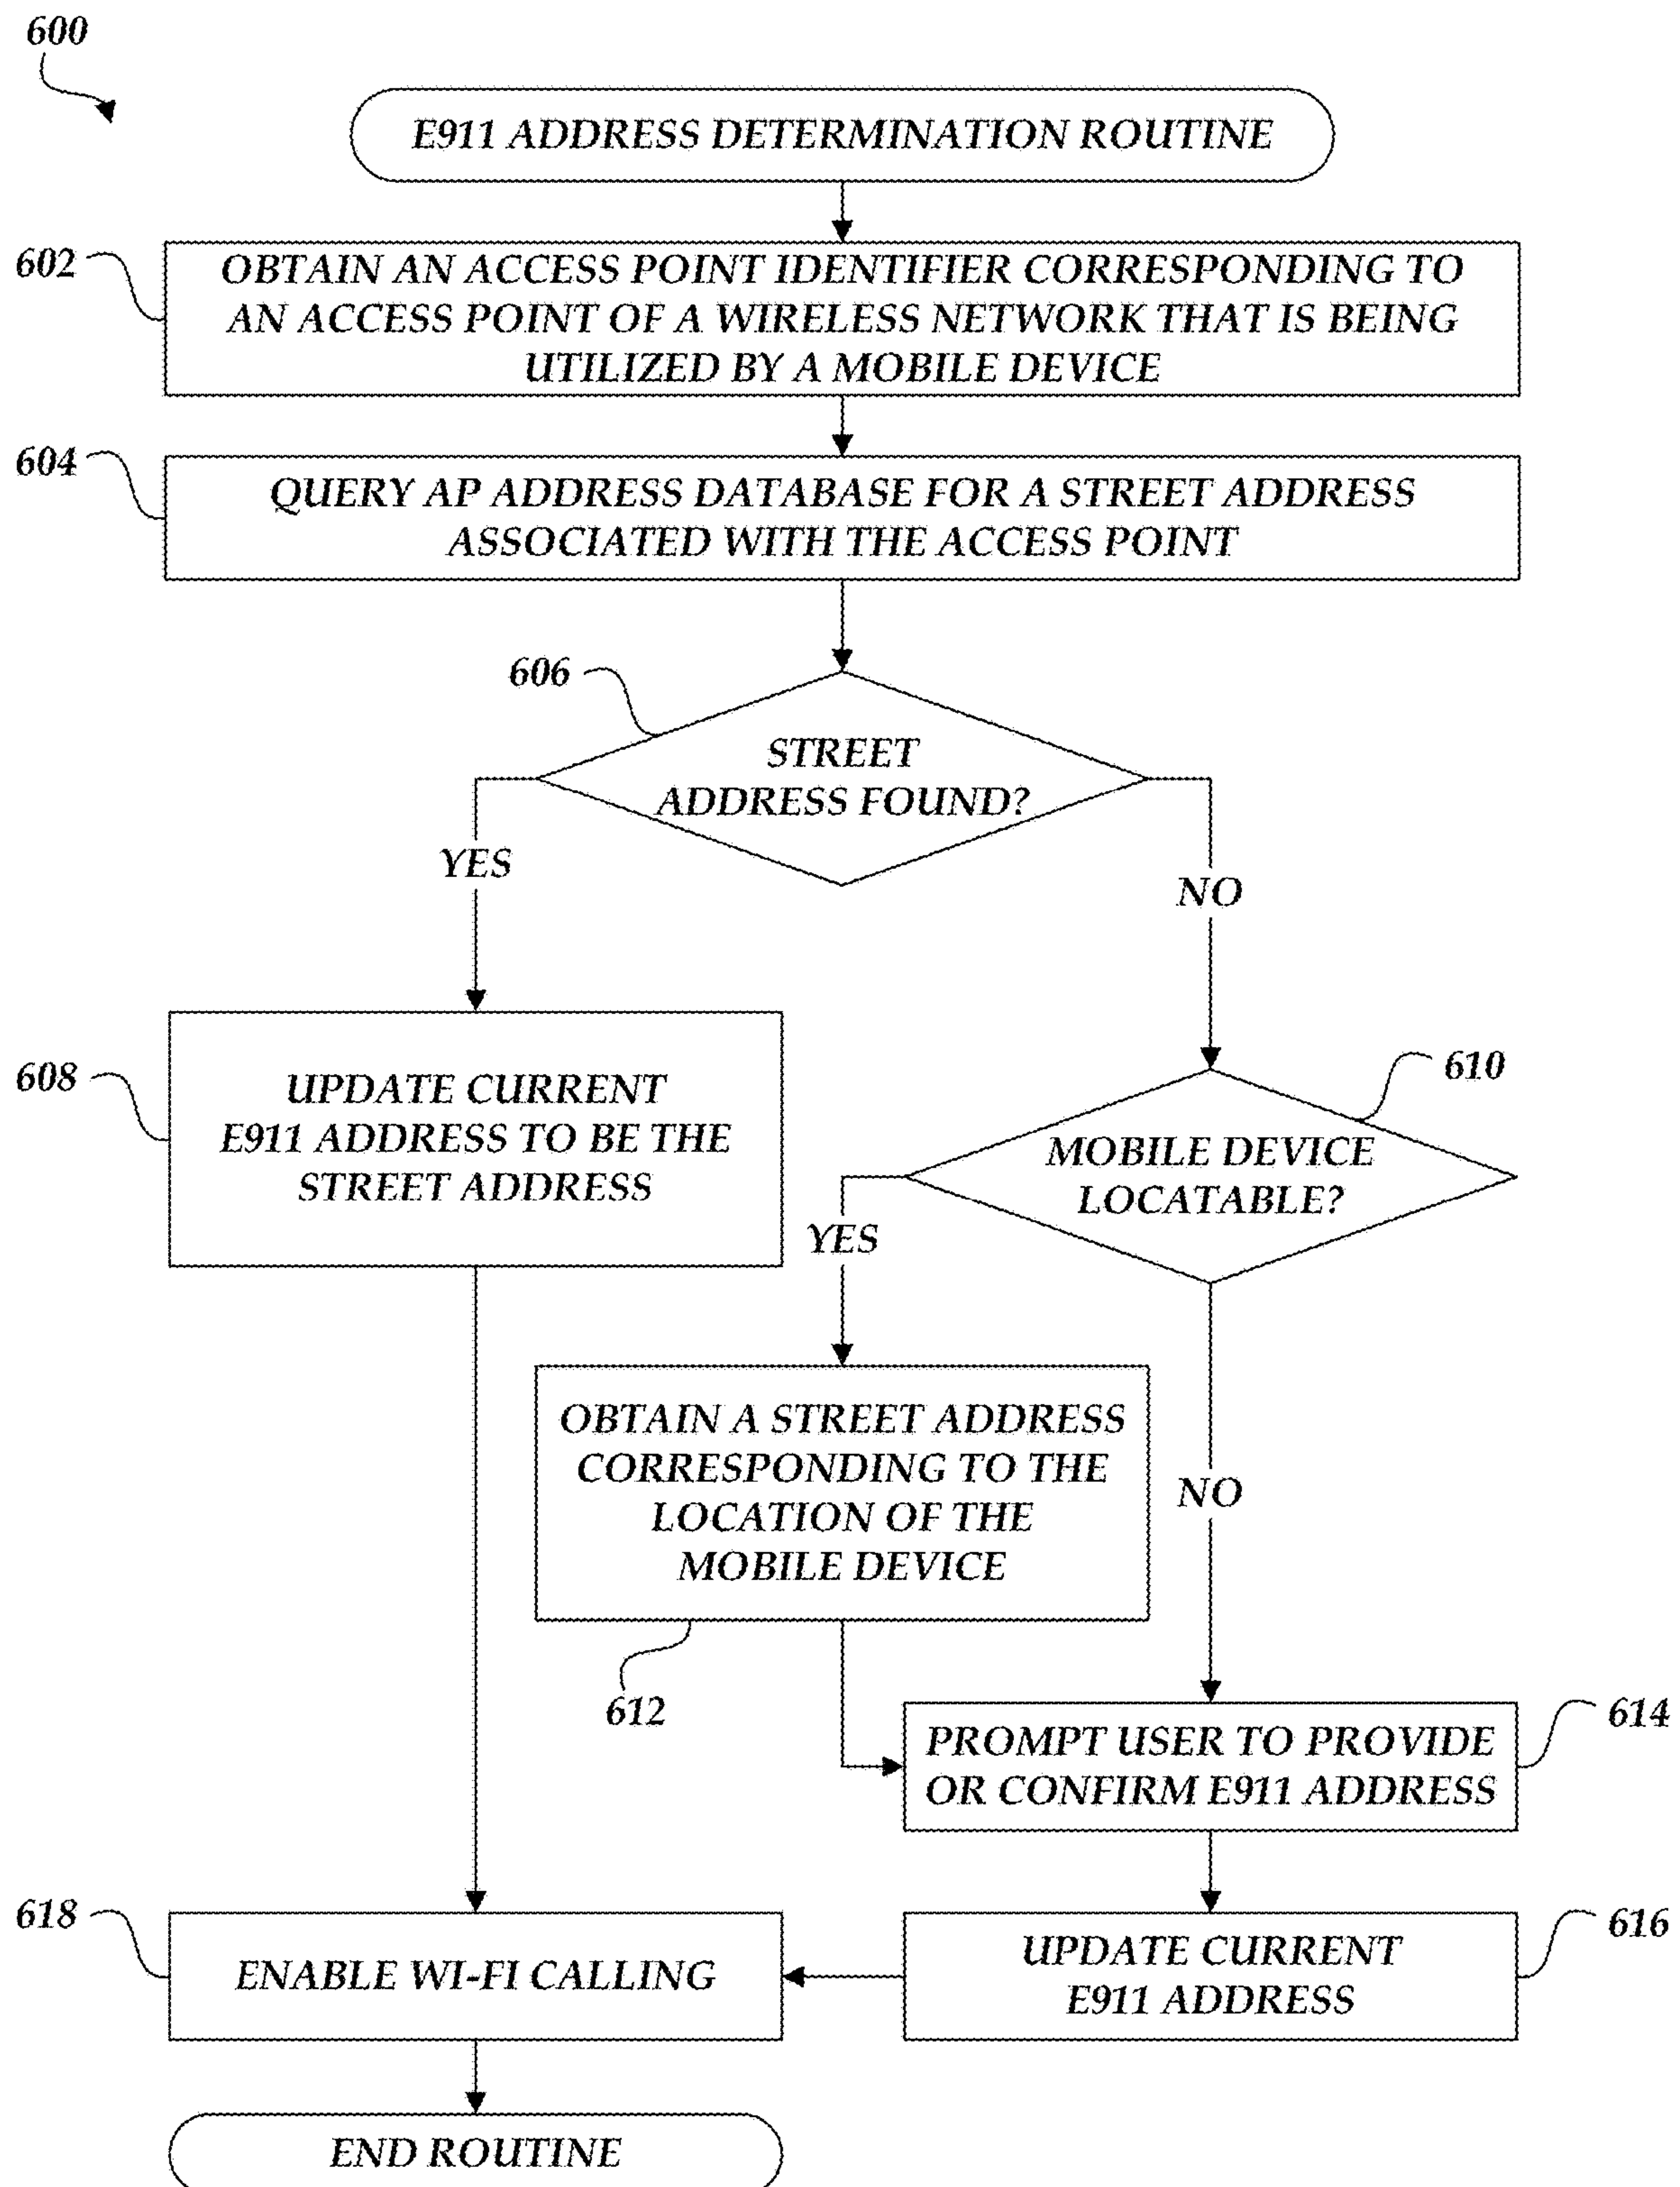 600
E911 ADDRESS DETERMINATION ROUTINE
602
OBTAIN AN ACCESS POINT IDENTIFIER CORRESPONDING TO
AN ACCESS POINT OF A WIRELESS NETWORK THAT IS BEING
UTILIZED BY A MOBILE DEVICE
604
QUERY AP ADDRESS DATABASE FOR A STREET ADDRESS
ASSOCIATED WITH THE ACCESS POINT
606
STREET
ADDRESS FOUND?
YES
NO
608
UPDATE CURRENT
E911 ADDRESS TO BE THE
STREET ADDRESS
610
MOBILE DEVICE
LOCATABLE?
YES
NO
OBTAIN A STREET ADDRESS
CORRESPONDING TO THE
LOCATION OF THE
MOBILE DEVICE
612
614
PROMPT USER TO PROVIDE
OR CONFIRM E911 ADDRESS
616
UPDATE CURRENT
E911 ADDRESS
618
ENABLE WI-FI CALLING
END ROUTINE